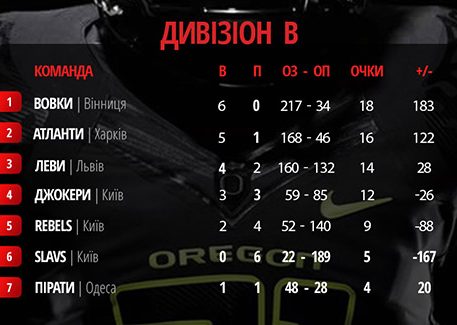 ДИВІЗІОН В
КОМАНДА В П ОЗ - ОП ОЧКИ +/-
1 ВОВКИ | Вінниця 6 0 217 - 34 18 183
2 АТЛАНТИ | Харків 5 1 168 - 46 16 122
3 ЛЕВИ | Львів 4 2 160 - 132 14 28
4 ДЖОКЕРИ | Київ 3 3 59 - 85 12 -26
5 REBELS | Київ 2 4 52 - 140 9 -88
6 SLAVS | Київ 0 6 22 - 189 5 -167
7 ПІРАТИ | Одеса 1 1 48 - 28 4 20
OREGON